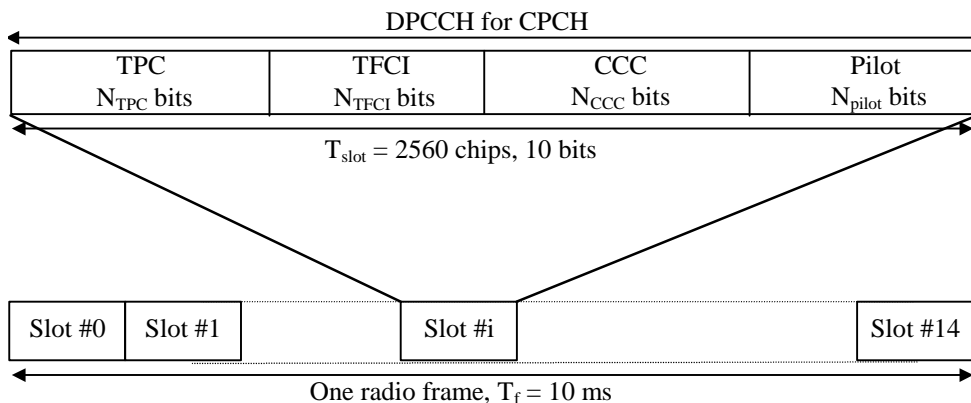 DPCCH for CPCH
TPC TFCI CCC Pilot
N_TPC bits N_TFCI bits N_CCC bits N_pilot bits
T_slot = 2560 chips, 10 bits
Slot #0 Slot #1 Slot #i Slot #14
One radio frame, T_f = 10 ms